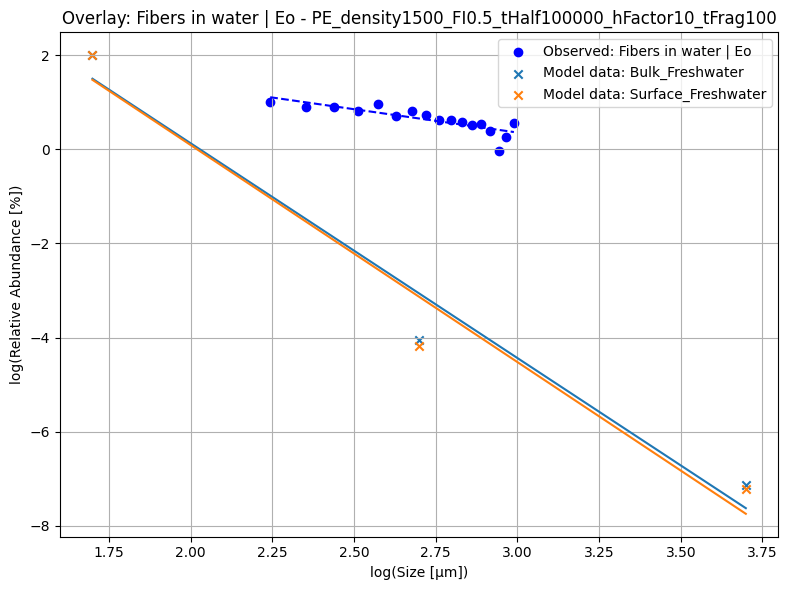 Overlay: Fibers in water | Eo - PE_density1500_FI0.5_tHalf100000_hFactor10_tFrag100
Observed: Fibers in water | Eo
Model data: Bulk_Freshwater
Model data: Surface_Freshwater
log(Relative Abundance [%])
2
0
−2
−4
−6
−8
1.75
2.00
2.25
2.50
2.75
3.00
3.25
3.50
3.75
log(Size [μm])